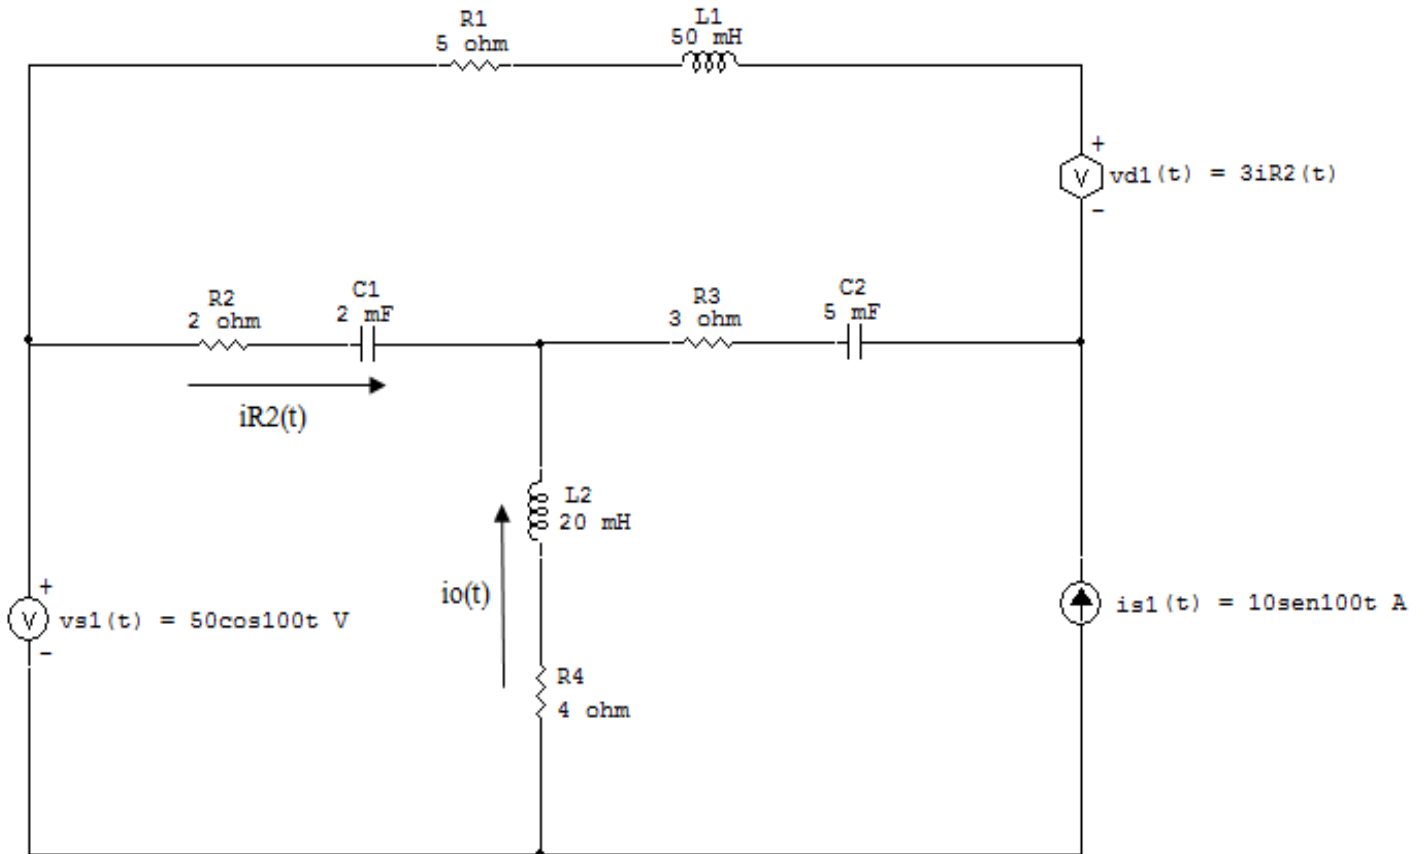 R1
5 ohm
L1
50 mH
+
V
vd1(t) = 3iR2(t)
-
R2
2 ohm
C1
2 mF
R3
3 ohm
C2
5 mF
iR2(t)
L2
20 mH
io(t)
+
V
vs1(t) = 50cos100t V
-
is1(t) = 10sen100t A
R4
4 ohm